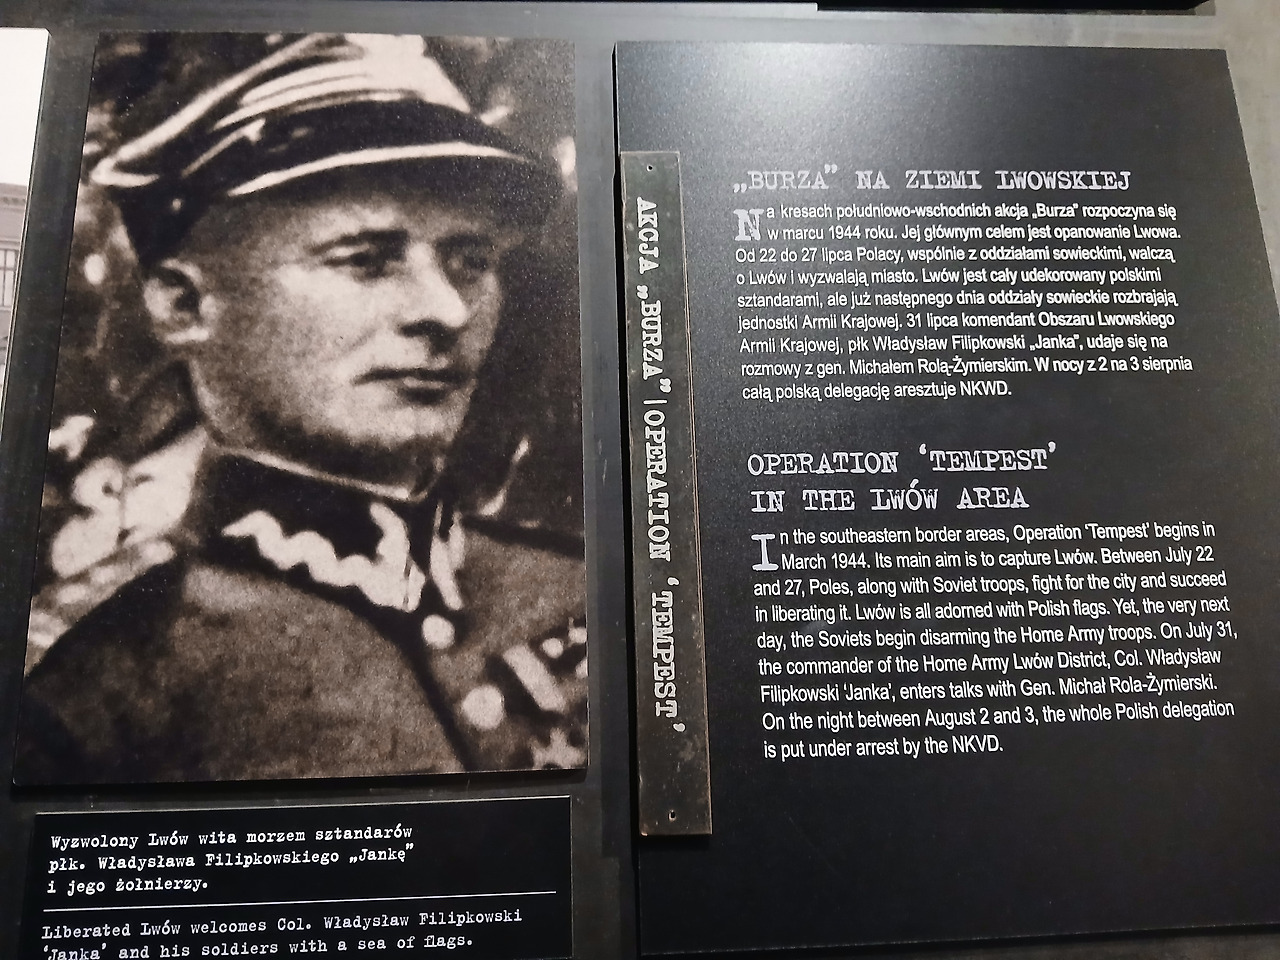 Wyzwolony Lwów wita morzem sztandarów
płk. Władysława Filipkowskiego „Jankę”
i jego żołnierzy.
Liberated Lwów welcomes Col. Władysław Filipkowski
‘Janka’ and his soldiers with a sea of flags.
AKCJA „BURZA” | OPERATION ‘TEMPEST’
„BURZA” NA ZIEMI LWOWSKIEJ
Na kresach południowo-wschodnich akcja „Burza” rozpoczyna się
w marcu 1944 roku. Jej głównym celem jest opanowanie Lwowa.
Od 22 do 27 lipca Polacy, wspólnie z oddziałami sowieckimi, walczą
o Lwów i wyzwalają miasto. Lwów jest cały udekorowany polskimi
sztandarami, ale już następnego dnia oddziały sowieckie rozbrajają
jednostki Armii Krajowej. 31 lipca komendant Obszaru Lwowskiego
Armii Krajowej, płk Władysław Filipkowski „Janka”, udaje się na
rozmowy z gen. Michałem Rolą-Żymierskim. W nocy z 2 na 3 sierpnia
całą polską delegację aresztuje NKWD.
OPERATION ‘TEMPEST’
IN THE LWÓW AREA
In the southeastern border areas, Operation ‘Tempest’ begins in
March 1944. Its main aim is to capture Lwów. Between July 22
and 27, Poles, along with Soviet troops, fight for the city and succeed
in liberating it. Lwów is all adorned with Polish flags. Yet, the very next
day, the Soviets begin disarming the Home Army troops. On July 31,
the commander of the Home Army Lwów District, Col. Władysław
Filipkowski ‘Janka’, enters talks with Gen. Michał Rola-Żymierski.
On the night between August 2 and 3, the whole Polish delegation
is put under arrest by the NKVD.